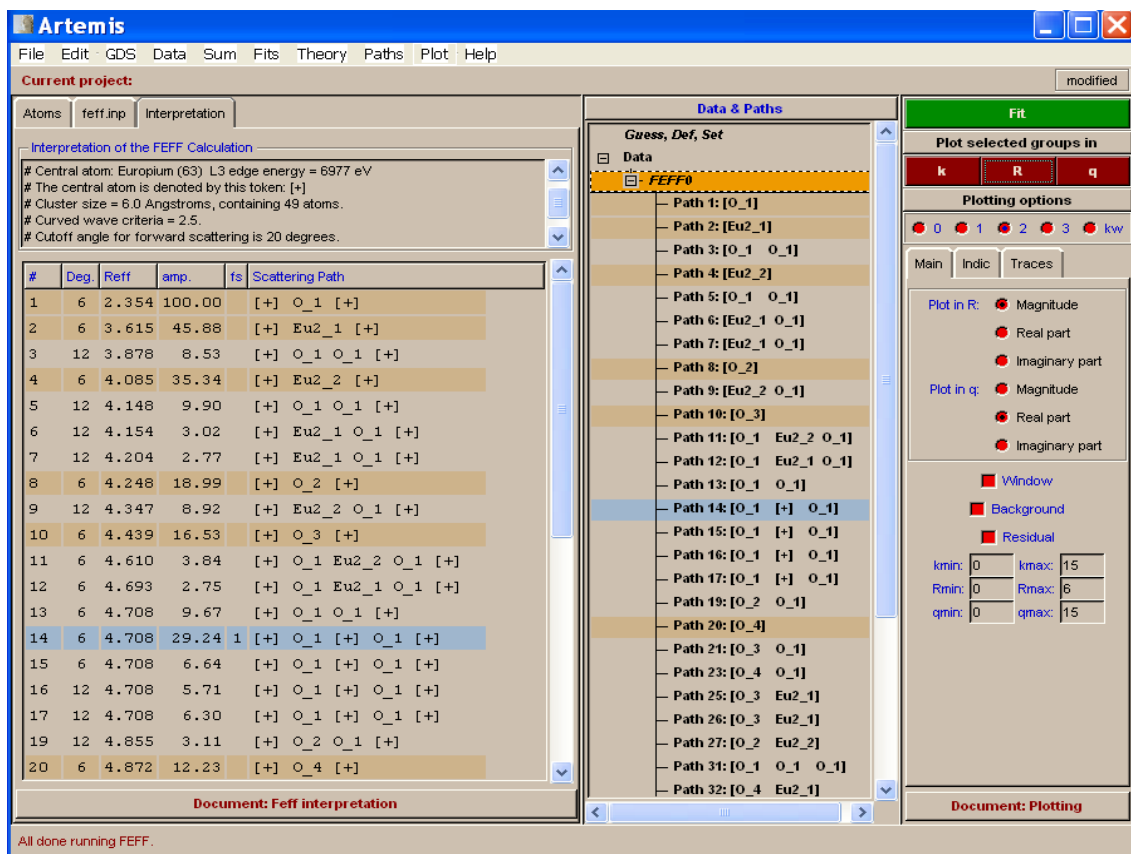 Artemis
File Edit GDS Data Sum Fits Theory Paths Plot Help
Current project:
modified
Atoms feff.inp Interpretation
Interpretation of the FEFF Calculation
# Central atom: Europium (63) L3 edge energy = 6977 eV
# The central atom is denoted by this token: [+]
# Cluster size = 6.0 Angstroms, containing 49 atoms.
# Curved wave criteria = 2.5.
# Cutoff angle for forward scattering is 20 degrees.
# Deg. Reff amp. fs Scattering Path
1 6 2.354 100.00 [+] O_1 [+]
2 6 3.615 45.88 [+] Eu2_1 [+]
3 12 3.878 8.53 [+] O_1 O_1 [+]
4 6 4.085 35.34 [+] Eu2_2 [+]
5 12 4.148 9.90 [+] O_1 O_1 [+]
6 12 4.154 3.02 [+] Eu2_1 O_1 [+]
7 12 4.204 2.77 [+] Eu2_1 O_1 [+]
8 6 4.248 18.99 [+] O_2 [+]
9 12 4.347 8.92 [+] Eu2_2 O_1 [+]
10 6 4.439 16.53 [+] O_3 [+]
11 6 4.610 3.84 [+] O_1 Eu2_2 O_1 [+]
12 6 4.693 2.75 [+] O_1 Eu2_1 O_1 [+]
13 6 4.708 9.67 [+] O_1 O_1 [+]
14 6 4.708 29.24 1 [+] O_1 [+] O_1 [+]
15 6 4.708 6.64 [+] O_1 [+] O_1 [+]
16 12 4.708 5.71 [+] O_1 [+] O_1 [+]
17 12 4.708 6.30 [+] O_1 [+] O_1 [+]
19 12 4.855 3.11 [+] O_2 O_1 [+]
20 6 4.872 12.23 [+] O_4 [+]
Document: Feff interpretation
Data & Paths
Guess, Def, Set
Data
FEFF0
Path 1: [O_1]
Path 2: [Eu2_1]
Path 3: [O_1 O_1]
Path 4: [Eu2_2]
Path 5: [O_1 O_1]
Path 6: [Eu2_1 O_1]
Path 7: [Eu2_1 O_1]
Path 8: [O_2]
Path 9: [Eu2_2 O_1]
Path 10: [O_3]
Path 11: [O_1 Eu2_2 O_1]
Path 12: [O_1 Eu2_1 O_1]
Path 13: [O_1 O_1]
Path 14: [O_1 [+] O_1]
Path 15: [O_1 [+] O_1]
Path 16: [O_1 [+] O_1]
Path 17: [O_1 [+] O_1]
Path 19: [O_2 O_1]
Path 20: [O_4]
Path 21: [O_3 O_1]
Path 23: [O_4 O_1]
Path 25: [O_3 Eu2_1]
Path 26: [O_3 Eu2_1]
Path 27: [O_2 Eu2_2]
Path 31: [O_1 O_1 O_1]
Path 32: [O_4 Eu2_1]
Fit
Plot selected groups in
k R q
Plotting options
0 1 2 3 kw
Main Indic Traces
Plot in R: Magnitude
Real part
Imaginary part
Plot in q: Magnitude
Real part
Imaginary part
Window
Background
Residual
kmin: 0 kmax: 15
Rmin: 0 Rmax: 6
qmin: 0 qmax: 15
Document: Plotting
All done running FEFF.